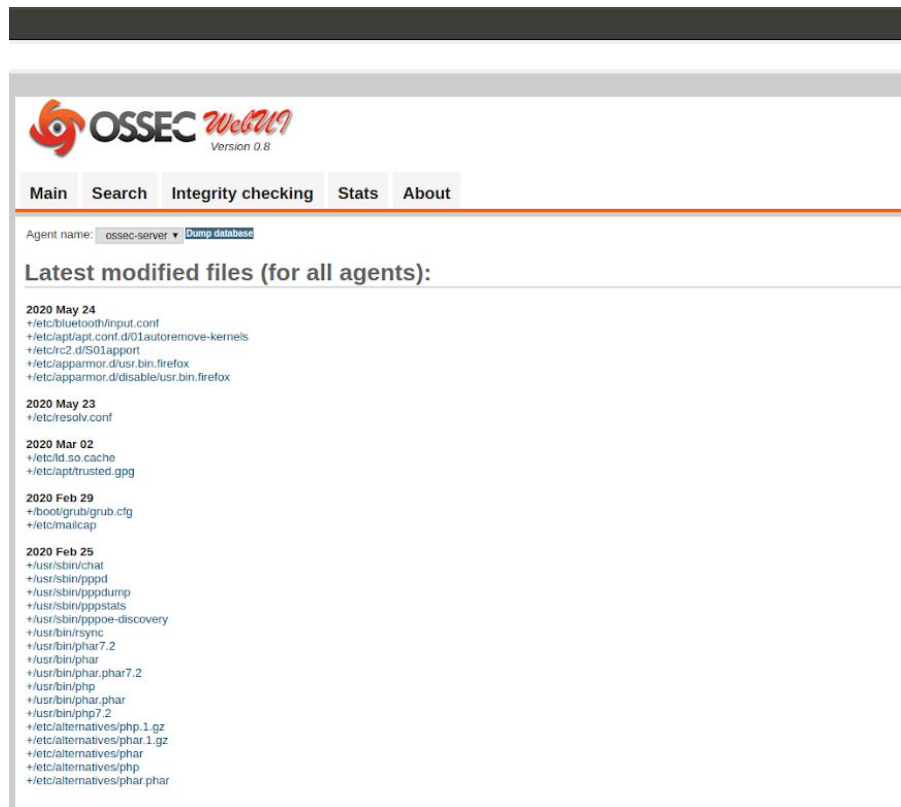 OSSEC WebUI
Version 0.8
Main Search Integrity checking Stats About
Agent name: ossec-server ▾ Dump database
Latest modified files (for all agents):
2020 May 24
+/etc/bluetooth/input.conf
+/etc/apt/apt.conf.d/01autoremove-kernels
+/etc/rc2.d/S01apport
+/etc/apparmor.d/usr.bin.firefox
+/etc/apparmor.d/disable/usr.bin.firefox
2020 May 23
+/etc/resolv.conf
2020 Mar 02
+/etc/ld.so.cache
+/etc/apt/trusted.gpg
2020 Feb 29
+/boot/grub/grub.cfg
+/etc/mailcap
2020 Feb 25
+/usr/sbin/chat
+/usr/sbin/pppd
+/usr/sbin/pppdump
+/usr/sbin/pppstats
+/usr/sbin/pppoe-discovery
+/usr/bin/rsync
+/usr/bin/phar7.2
+/usr/bin/phar
+/usr/bin/phar.phar7.2
+/usr/bin/php
+/usr/bin/phar.phar
+/usr/bin/php7.2
+/etc/alternatives/php.1.gz
+/etc/alternatives/phar.1.gz
+/etc/alternatives/phar
+/etc/alternatives/php
+/etc/alternatives/phar.phar